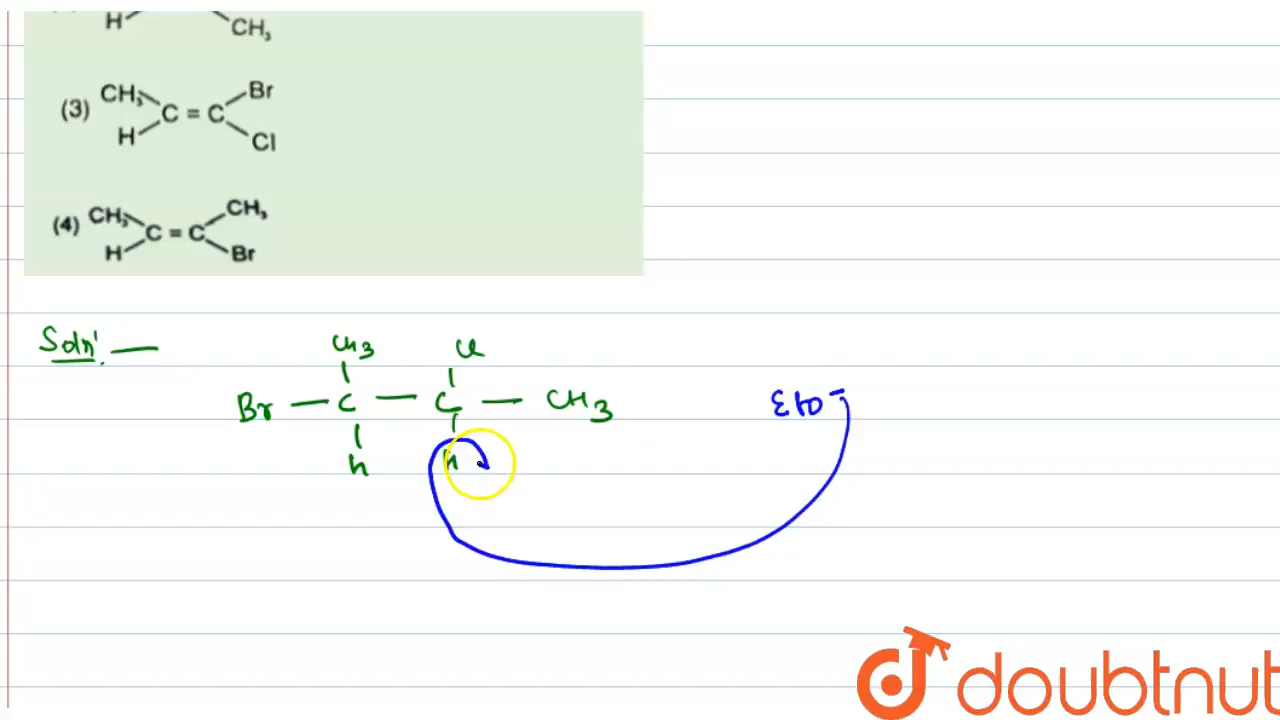 H
CH₃
CH₃ Br
(3) C = C
H Cl
CH₃ CH₃
(4) C = C
H Br
Soln' —
CH3 Cl
Br — C — C — CH3 EtO⁻
H H
doubtnut